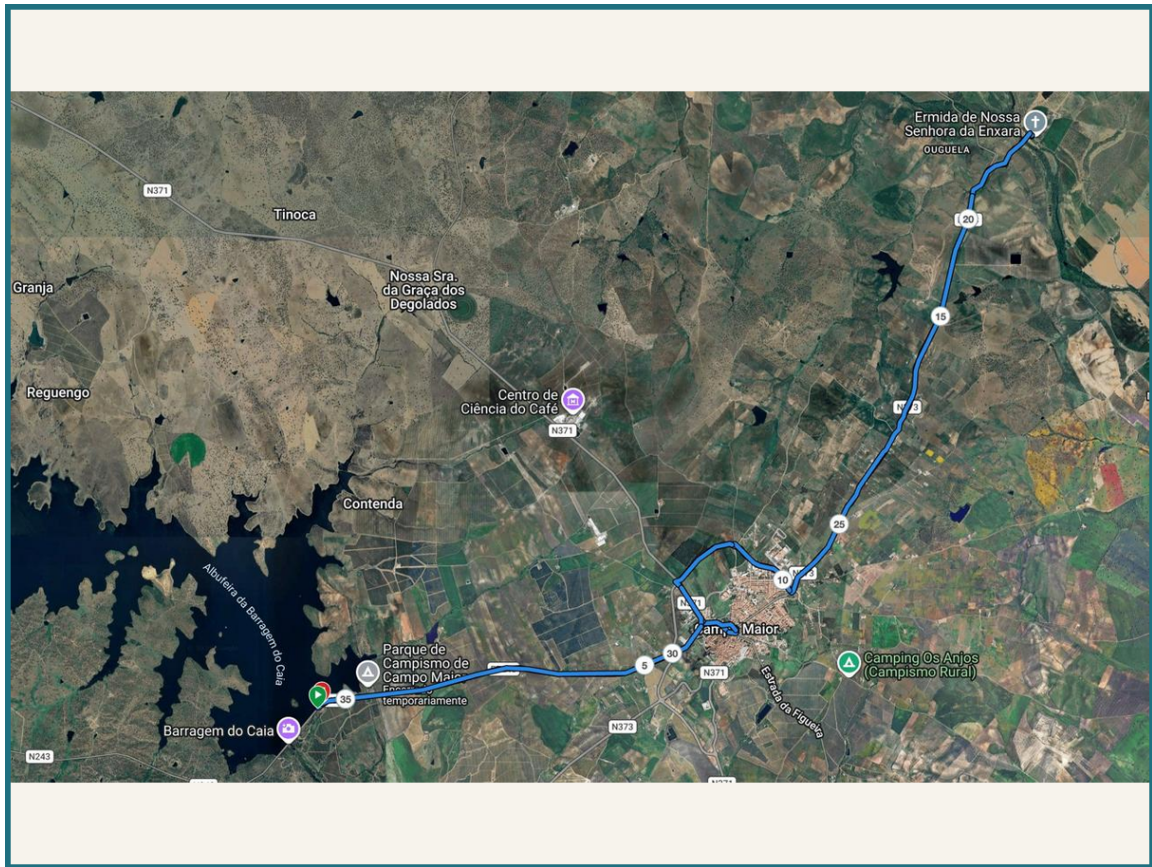 Ermida de Nossa
Senhora da Enxara
OUGUELA
N371
Tinoca
20
Nossa Sra.
da Graça dos
Degolados
Granja
15
Reguengo
Centro de
Ciência do Café
N371
Contenda
25
10
Albufeira da Barragem do Caia
Maior
Parque de
Campismo de
Campo Maio
temporariamente
5
30
N371
Camping Os Anjos
(Campismo Rural)
Estrada da Figueira
35
Barragem do Caia
N373
N243